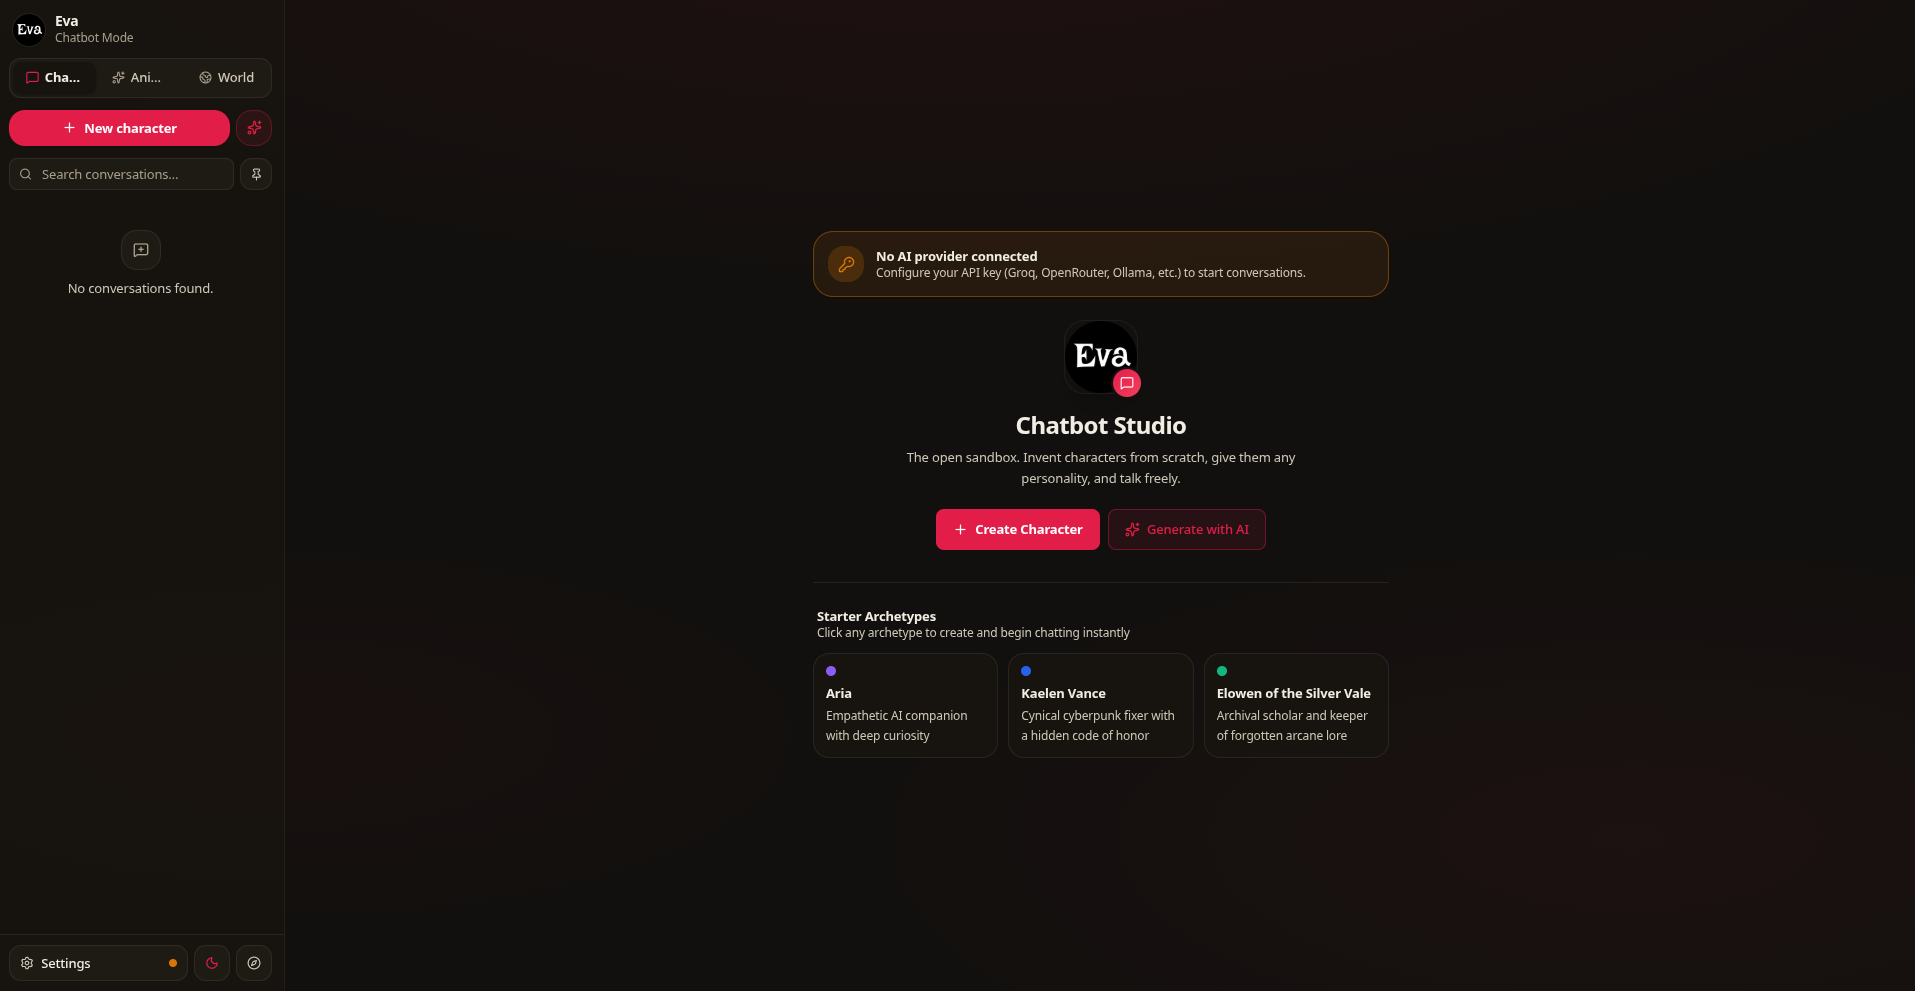 Eva
Eva
Chatbot Mode
Cha...
Ani...
World
New character
Search conversations...
No conversations found.
Settings
No AI provider connected
Configure your API key (Groq, OpenRouter, Ollama, etc.) to start conversations.
Eva
Chatbot Studio
The open sandbox. Invent characters from scratch, give them any
personality, and talk freely.
Create Character
Generate with AI
Starter Archetypes
Click any archetype to create and begin chatting instantly
Aria
Empathetic AI companion
with deep curiosity
Kaelen Vance
Cynical cyberpunk fixer with
a hidden code of honor
Elowen of the Silver Vale
Archival scholar and keeper
of forgotten arcane lore